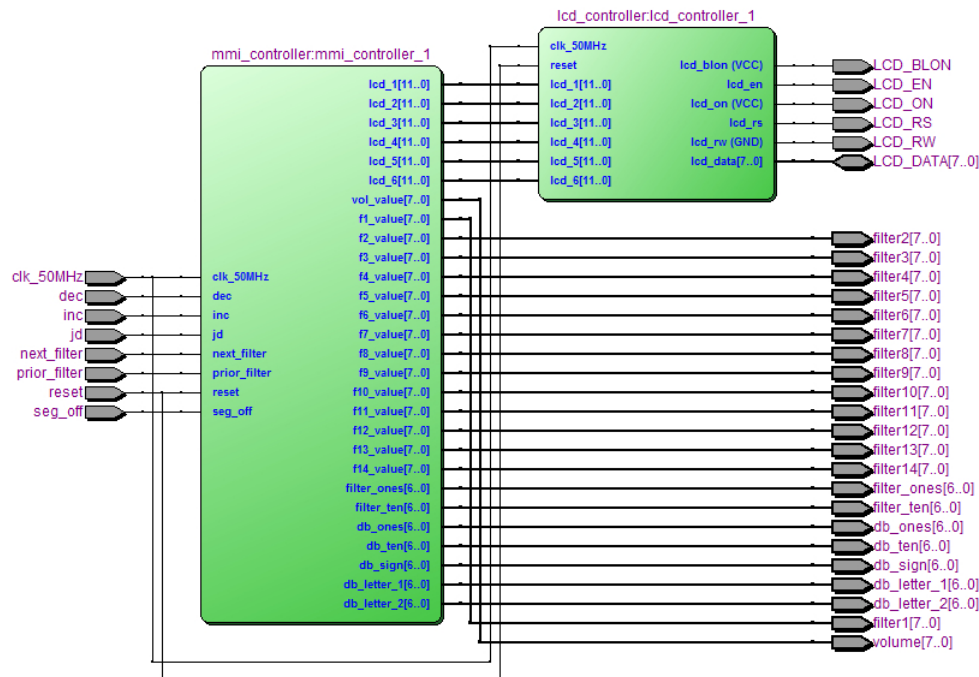 lcd_controller:lcd_controller_1
mmi_controller:mmi_controller_1
clk_50MHz
reset
lcd_1[11..0]
lcd_2[11..0]
lcd_3[11..0]
lcd_4[11..0]
lcd_5[11..0]
lcd_6[11..0]
lcd_blon (VCC)
lcd_en
lcd_on (VCC)
lcd_rs
lcd_rw (GND)
lcd_data[7..0]
LCD_BLON
LCD_EN
LCD_ON
LCD_RS
LCD_RW
LCD_DATA[7..0]
clk_50MHz
dec
inc
jd
next_filter
prior_filter
reset
seg_off
clk_50MHz
dec
inc
jd
next_filter
prior_filter
reset
seg_off
lcd_1[11..0]
lcd_2[11..0]
lcd_3[11..0]
lcd_4[11..0]
lcd_5[11..0]
lcd_6[11..0]
vol_value[7..0]
f1_value[7..0]
f2_value[7..0]
f3_value[7..0]
f4_value[7..0]
f5_value[7..0]
f6_value[7..0]
f7_value[7..0]
f8_value[7..0]
f9_value[7..0]
f10_value[7..0]
f11_value[7..0]
f12_value[7..0]
f13_value[7..0]
f14_value[7..0]
filter_ones[6..0]
filter_ten[6..0]
db_ones[6..0]
db_ten[6..0]
db_sign[6..0]
db_letter_1[6..0]
db_letter_2[6..0]
filter2[7..0]
filter3[7..0]
filter4[7..0]
filter5[7..0]
filter6[7..0]
filter7[7..0]
filter8[7..0]
filter9[7..0]
filter10[7..0]
filter11[7..0]
filter12[7..0]
filter13[7..0]
filter14[7..0]
filter_ones[6..0]
filter_ten[6..0]
db_ones[6..0]
db_ten[6..0]
db_sign[6..0]
db_letter_1[6..0]
db_letter_2[6..0]
filter1[7..0]
volume[7..0]